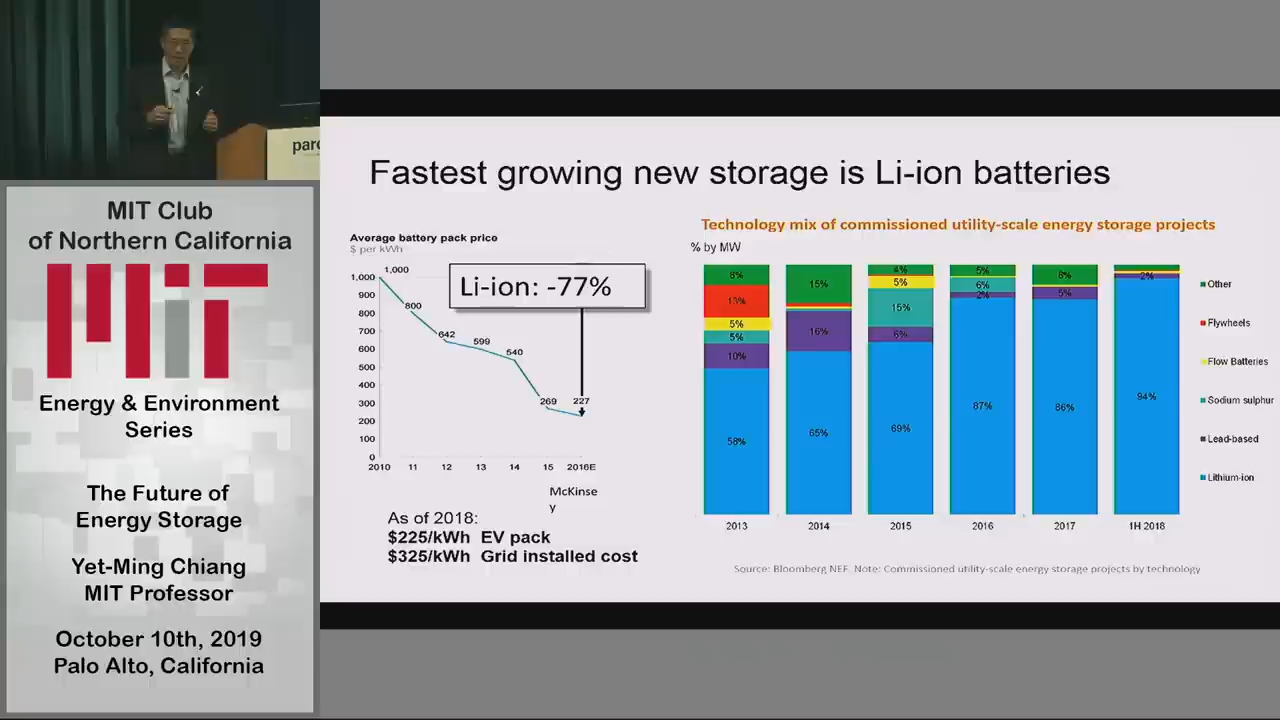 parc
MIT Club
of Northern California
MIT
Energy & Environment
Series
The Future of
Energy Storage
Yet-Ming Chiang
MIT Professor
October 10th, 2019
Palo Alto, California
Fastest growing new storage is Li-ion batteries
Average battery pack price
$ per kWh
Li-ion: -77%
1,000
900
800
700
600
500
400
300
200
100
0
1,000
800
642
599
540
269
227
2010 11 12 13 14 15 2016E
McKinse
y
As of 2018:
$225/kWh EV pack
$325/kWh Grid installed cost
Technology mix of commissioned utility-scale energy storage projects
% by MW
8%
13%
5%
5%
10%
58%
15%
16%
65%
4%
5%
15%
6%
69%
5%
6%
2%
87%
8%
5%
86%
2%
94%
2013 2014 2015 2016 2017 1H 2018
Other
Flywheels
Flow Batteries
Sodium sulphur
Lead-based
Lithium-ion
Source: Bloomberg NEF. Note: Commissioned utility-scale energy storage projects by technology